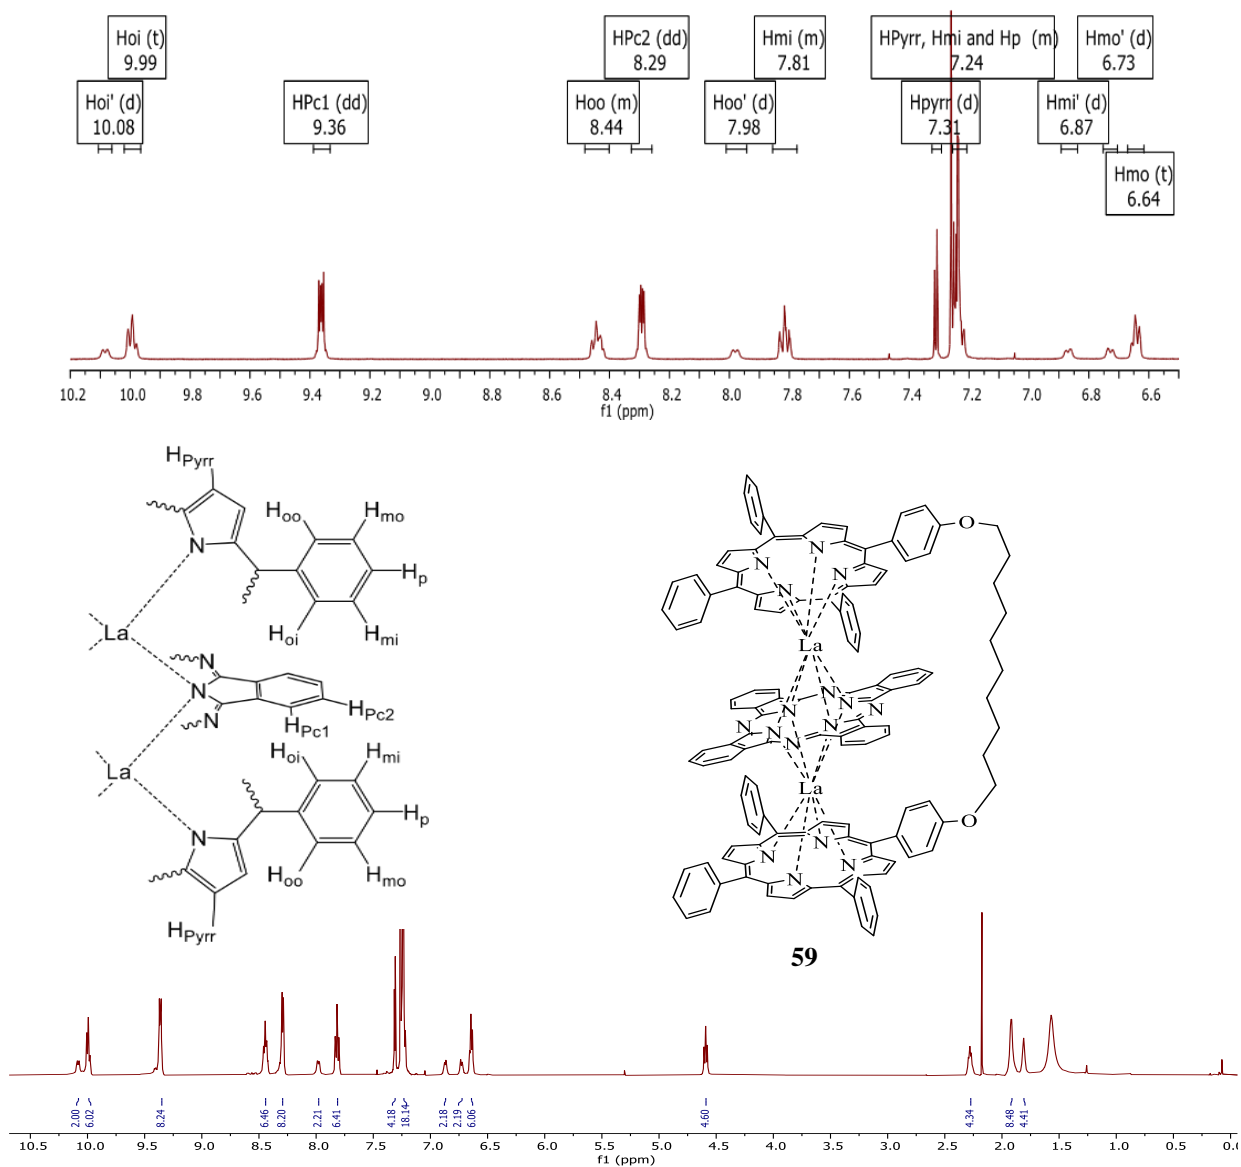 Hoi (t)
9.99
HPc2 (dd)
8.29
Hmi (m)
7.81
HPyrr, Hmi and Hp (m)
7.24
Hmo' (d)
6.73
Hoi' (d)
10.08
HPc1 (dd)
9.36
Hoo (m)
8.44
Hoo' (d)
7.98
Hpyrr (d)
7.31
Hmi' (d)
6.87
Hmo (t)
6.64
10.2 10.0 9.8 9.6 9.4 9.2 9.0 8.8 8.6 8.4 8.2 8.0 7.8 7.6 7.4 7.2 7.0 6.8 6.6
f1 (ppm)
HPyrr
Hoo Hmo
N
Hp
Hoi Hmi
La
N
N
N
HPc2
HPc1
La
Hoi Hmi
N
Hp
Hoo Hmo
HPyrr
O
N
N
N
N
La
N
N
N
N
N
N
N
N
La
O
N
N
N
N
59
2.00
6.02
8.24
6.46
8.20
2.21
6.41
4.18
18.14
2.18
2.19
6.06
4.60
4.34
8.48
4.41
10.5 10.0 9.5 9.0 8.5 8.0 7.5 7.0 6.5 6.0 5.5 5.0 4.5 4.0 3.5 3.0 2.5 2.0 1.5 1.0 0.5 0.0
f1 (ppm)